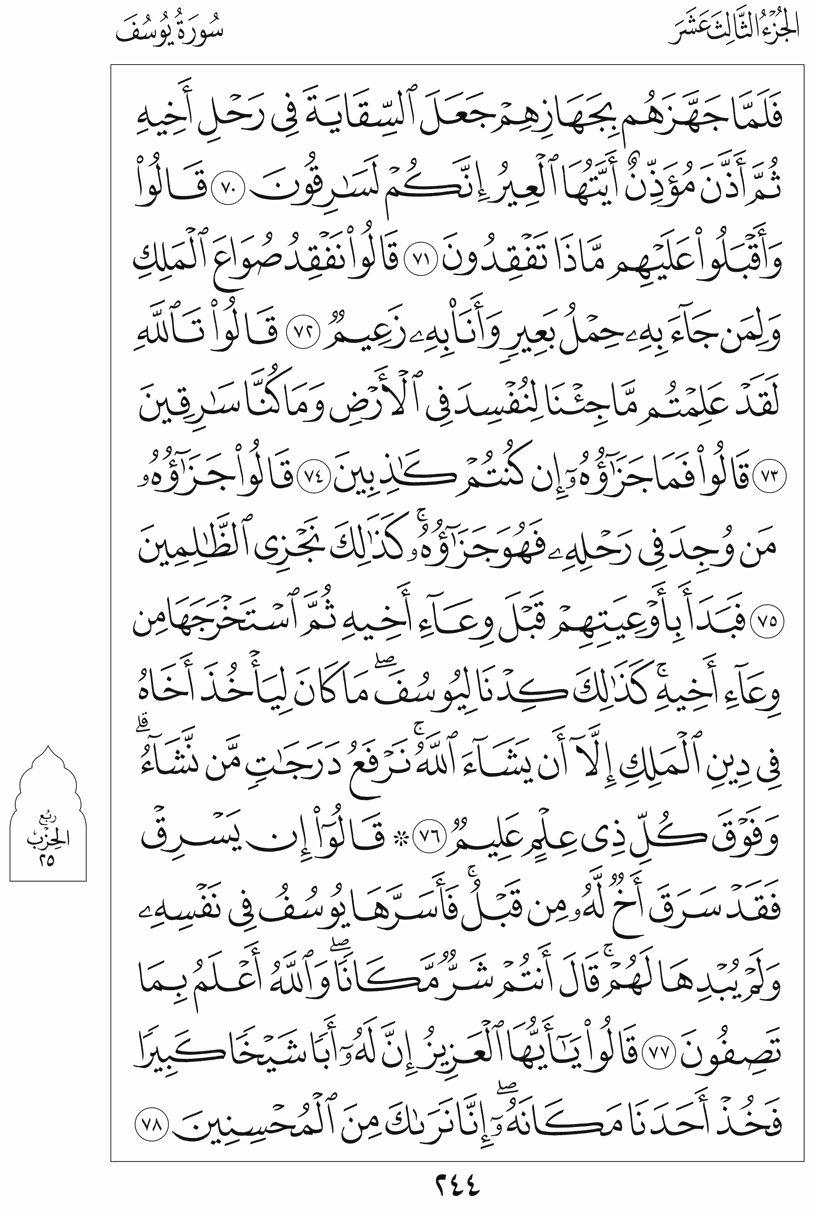 الجُزْءُ الثَّالِثَ عَشَرَ
سُورَةُ يُوسُفَ
فَلَمَّا جَهَّزَهُم بِجَهَازِهِمْ جَعَلَ ٱلسِّقَايَةَ فِى رَحْلِ أَخِيهِ
ثُمَّ أَذَّنَ مُؤَذِّنٌ أَيَّتُهَا ٱلْعِيرُ إِنَّكُمْ لَسَـٰرِقُونَ ٧٠ قَالُوا۟
وَأَقْبَلُوا۟ عَلَيْهِم مَّاذَا تَفْقِدُونَ ٧١ قَالُوا۟ نَفْقِدُ صُوَاعَ ٱلْمَلِكِ
وَلِمَن جَآءَ بِهِۦ حِمْلُ بَعِيرٍ وَأَنَا۠ بِهِۦ زَعِيمٌ ٧٢ قَالُوا۟ تَٱللَّهِ
لَقَدْ عَلِمْتُم مَّا جِئْنَا لِنُفْسِدَ فِى ٱلْأَرْضِ وَمَا كُنَّا سَـٰرِقِينَ
٧٣ قَالُوا۟ فَمَا جَزَٰٓؤُهُۥٓ إِن كُنتُمْ كَـٰذِبِينَ ٧٤ قَالُوا۟ جَزَٰٓؤُهُۥ
مَن وُجِدَ فِى رَحْلِهِۦ فَهُوَ جَزَٰٓؤُهُۥ ۚ كَذَٰلِكَ نَجْزِى ٱلظَّـٰلِمِينَ
٧٥ فَبَدَأَ بِأَوْعِيَتِهِمْ قَبْلَ وِعَآءِ أَخِيهِ ثُمَّ ٱسْتَخْرَجَهَا مِن
وِعَآءِ أَخِيهِ ۚ كَذَٰلِكَ كِدْنَا لِيُوسُفَ ۖ مَا كَانَ لِيَأْخُذَ أَخَاهُ
فِى دِينِ ٱلْمَلِكِ إِلَّآ أَن يَشَآءَ ٱللَّهُ ۚ نَرْفَعُ دَرَجَـٰتٍ مَّن نَّشَآءُ ۗ
وَفَوْقَ كُلِّ ذِى عِلْمٍ عَلِيمٌ ٧٦ * قَالُوٓا۟ إِن يَسْرِقْ
فَقَدْ سَرَقَ أَخٌ لَّهُۥ مِن قَبْلُ ۚ فَأَسَرَّهَا يُوسُفُ فِى نَفْسِهِۦ
وَلَمْ يُبْدِهَا لَهُمْ ۚ قَالَ أَنتُمْ شَرٌّ مَّكَانًا ۖ وَٱللَّهُ أَعْلَمُ بِمَا
تَصِفُونَ ٧٧ قَالُوا۟ يَـٰٓأَيُّهَا ٱلْعَزِيزُ إِنَّ لَهُۥٓ أَبًا شَيْخًا كَبِيرًا
فَخُذْ أَحَدَنَا مَكَانَهُۥٓ ۖ إِنَّا نَرَىٰكَ مِنَ ٱلْمُحْسِنِينَ ٧٨
رُبْع
الحِزْب
٢٥
٢٤٤